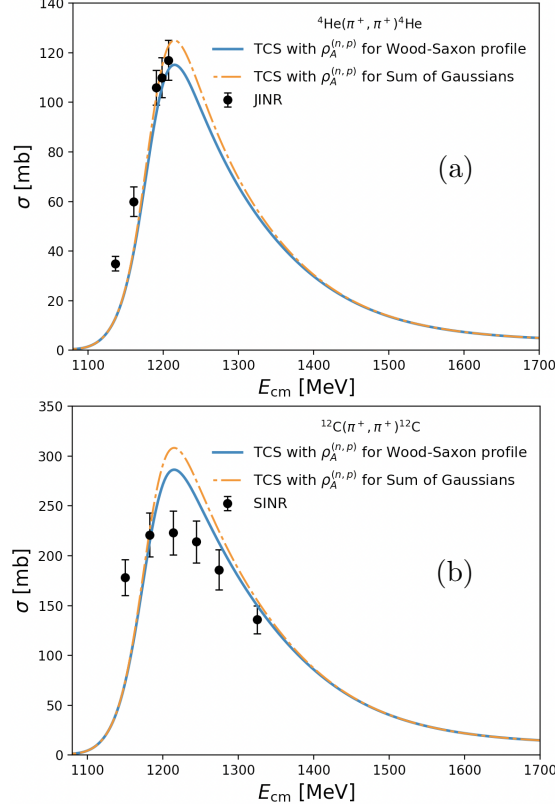 140
120
100
80
60
40
20
0
σ [mb]
⁴He(π⁺, π⁺)⁴He
TCS with ρ_A^(n, p) for Wood-Saxon profile
TCS with ρ_A^(n, p) for Sum of Gaussians
JINR
(a)
1100 1200 1300 1400 1500 1600 1700
E_cm [MeV]
350
300
250
200
150
100
50
0
σ [mb]
¹²C(π⁺, π⁺)¹²C
TCS with ρ_A^(n, p) for Wood-Saxon profile
TCS with ρ_A^(n, p) for Sum of Gaussians
SINR
(b)
1100 1200 1300 1400 1500 1600 1700
E_cm [MeV]